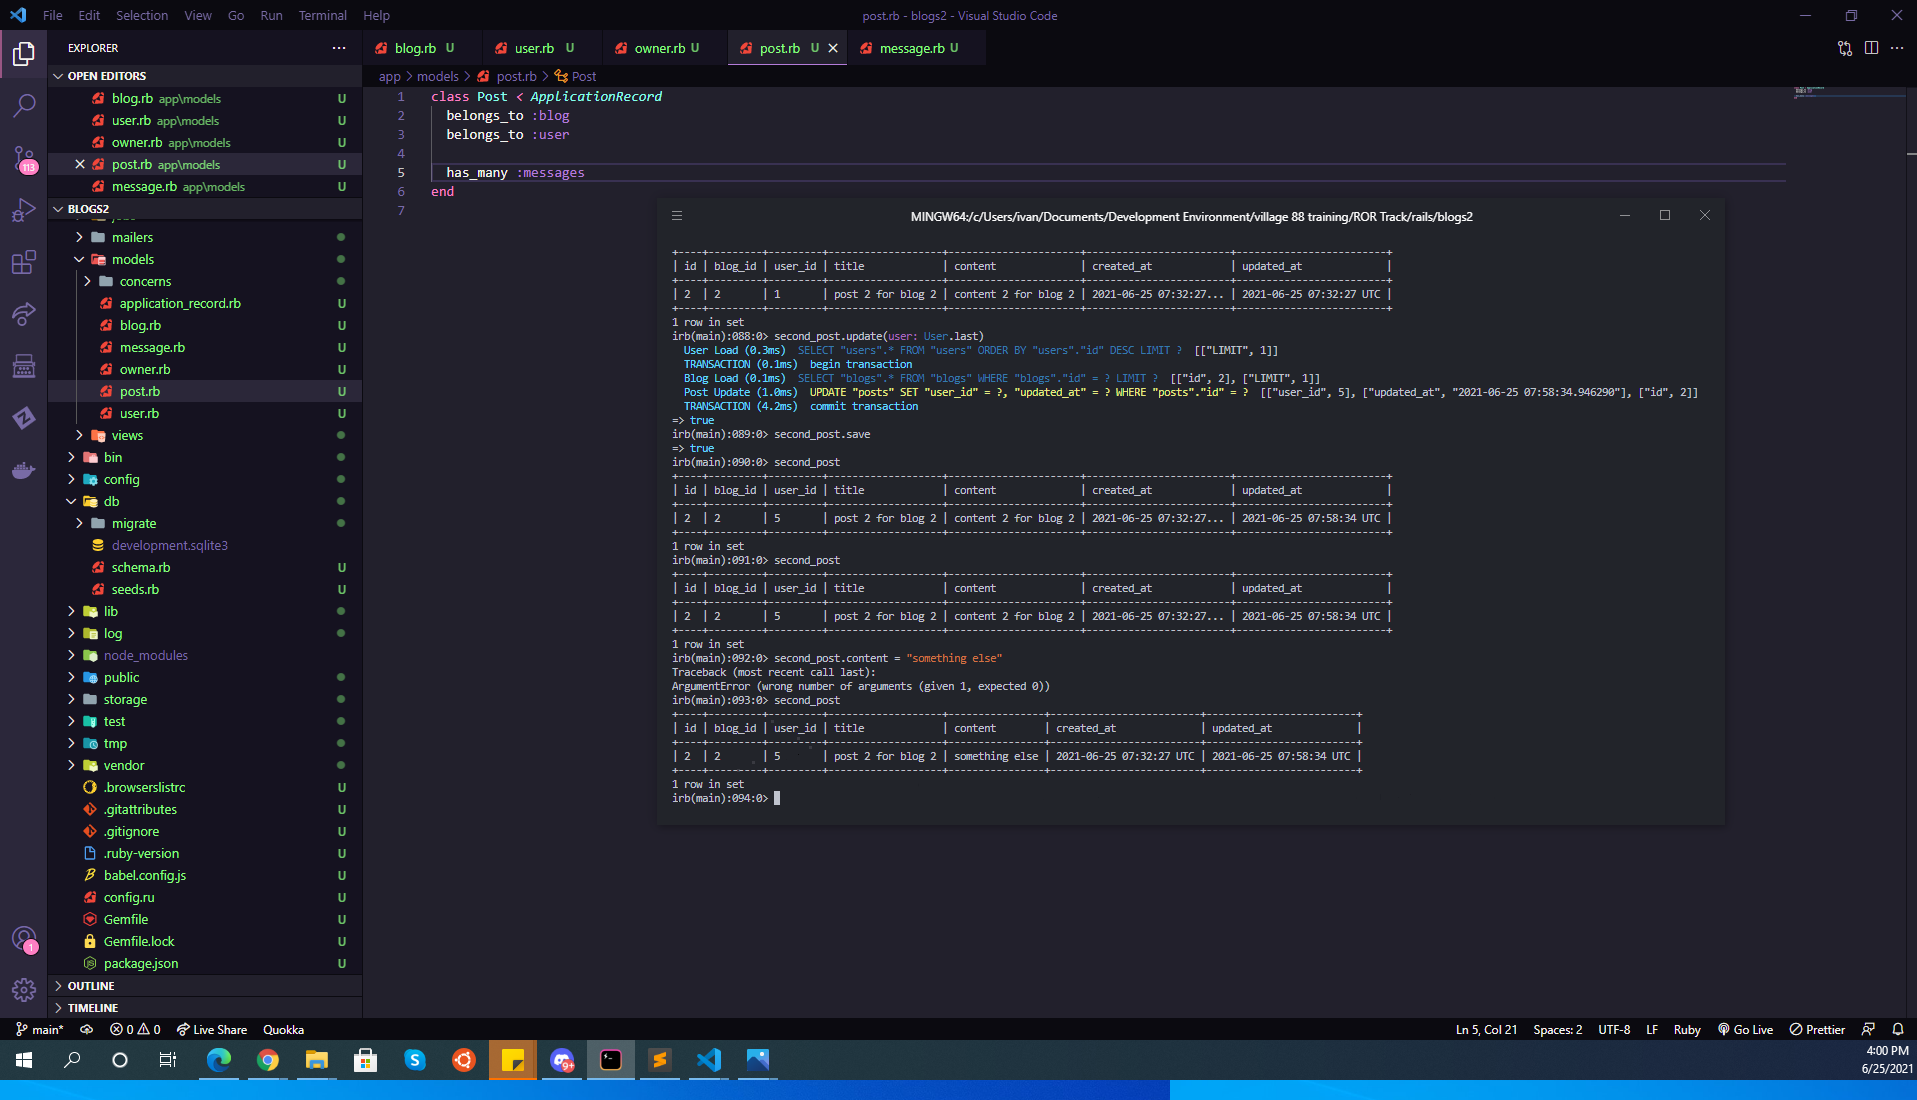 File Edit Selection View Go Run Terminal Help
post.rb - blogs2 - Visual Studio Code
EXPLORER
OPEN EDITORS
blog.rb app\models U
user.rb app\models U
owner.rb app\models U
post.rb app\models U
message.rb app\models U
113
BLOGS2
mailers
models
concerns
application_record.rb U
blog.rb U
message.rb U
owner.rb U
post.rb U
user.rb U
views
bin
config
db
migrate
development.sqlite3
schema.rb U
seeds.rb U
lib
log
node_modules
public
storage
test
tmp
vendor
.browserslistrc U
.gitattributes U
.gitignore U
.ruby-version U
babel.config.js U
config.ru U
Gemfile U
Gemfile.lock U
package.json U
1
OUTLINE
TIMELINE
blog.rb U user.rb U owner.rb U post.rb U message.rb U
app > models > post.rb > Post
1 class Post < ApplicationRecord
2 belongs_to :blog
3 belongs_to :user
4
5 has_many :messages
6 end
7
MINGW64:/c/Users/ivan/Documents/Development Environment/village 88 training/ROR Track/rails/blogs2
+----+---------+---------+-------------------+----------------------+------------------------+-------------------------+
| id | blog_id | user_id | title | content | created_at | updated_at |
+----+---------+---------+-------------------+----------------------+------------------------+-------------------------+
| 2 | 2 | 1 | post 2 for blog 2 | content 2 for blog 2 | 2021-06-25 07:32:27... | 2021-06-25 07:32:27 UTC |
+----+---------+---------+-------------------+----------------------+------------------------+-------------------------+
1 row in set
irb(main):088:0> second_post.update(user: User.last)
User Load (0.3ms) SELECT "users".* FROM "users" ORDER BY "users"."id" DESC LIMIT ? [["LIMIT", 1]]
TRANSACTION (0.1ms) begin transaction
Blog Load (0.1ms) SELECT "blogs".* FROM "blogs" WHERE "blogs"."id" = ? LIMIT ? [["id", 2], ["LIMIT", 1]]
Post Update (1.0ms) UPDATE "posts" SET "user_id" = ?, "updated_at" = ? WHERE "posts"."id" = ? [["user_id", 5], ["updated_at", "2021-06-25 07:58:34.946290"], ["id", 2]]
TRANSACTION (4.2ms) commit transaction
=> true
irb(main):089:0> second_post.save
=> true
irb(main):090:0> second_post
+----+---------+---------+-------------------+----------------------+------------------------+-------------------------+
| id | blog_id | user_id | title | content | created_at | updated_at |
+----+---------+---------+-------------------+----------------------+------------------------+-------------------------+
| 2 | 2 | 5 | post 2 for blog 2 | content 2 for blog 2 | 2021-06-25 07:32:27... | 2021-06-25 07:58:34 UTC |
+----+---------+---------+-------------------+----------------------+------------------------+-------------------------+
1 row in set
irb(main):091:0> second_post
+----+---------+---------+-------------------+----------------------+------------------------+-------------------------+
| id | blog_id | user_id | title | content | created_at | updated_at |
+----+---------+---------+-------------------+----------------------+------------------------+-------------------------+
| 2 | 2 | 5 | post 2 for blog 2 | content 2 for blog 2 | 2021-06-25 07:32:27... | 2021-06-25 07:58:34 UTC |
+----+---------+---------+-------------------+----------------------+------------------------+-------------------------+
1 row in set
irb(main):092:0> second_post.content = "something else"
Traceback (most recent call last):
ArgumentError (wrong number of arguments (given 1, expected 0))
irb(main):093:0> second_post
+----+---------+---------+-------------------+----------------+-------------------------+-------------------------+
| id | blog_id | user_id | title | content | created_at | updated_at |
+----+---------+---------+-------------------+----------------+-------------------------+-------------------------+
| 2 | 2 | 5 | post 2 for blog 2 | something else | 2021-06-25 07:32:27 UTC | 2021-06-25 07:58:34 UTC |
+----+---------+---------+-------------------+----------------+-------------------------+-------------------------+
1 row in set
irb(main):094:0>
main* 0 0 Live Share Quokka
Ln 5, Col 21 Spaces: 2 UTF-8 LF Ruby Go Live Prettier
9+
4:00 PM
6/25/2021